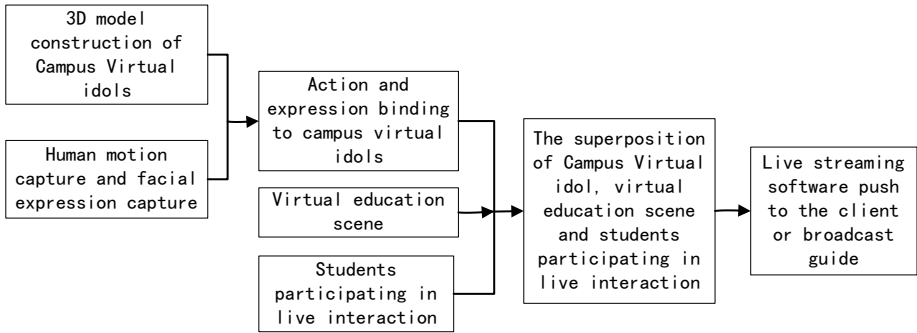 3D model
construction of
Campus Virtual
idols
Human motion
capture and facial
expression capture
Action and
expression binding
to campus virtual
idols
Virtual education
scene
Students
participating in
live interaction
The superposition
of Campus Virtual
idol, virtual
education scene
and students
participating in
live interaction
Live streaming
software push
to the client
or broadcast
guide